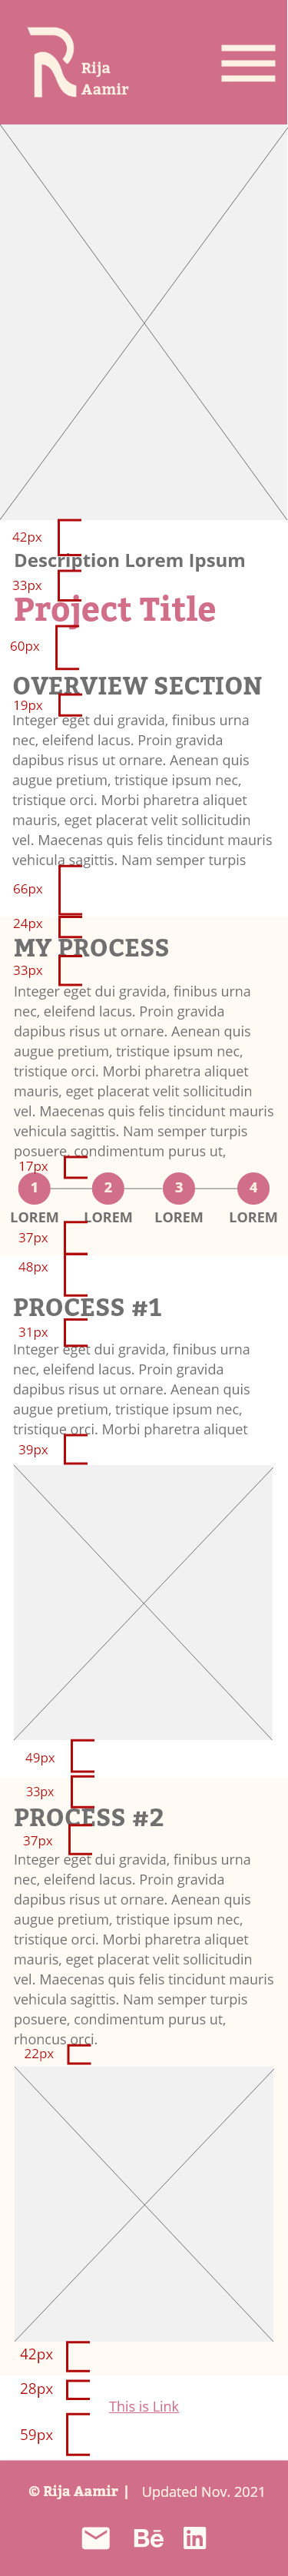 Rija
Aamir
42px
Description Lorem Ipsum
33px
Project Title
60px
OVERVIEW SECTION
19px
Integer eget dui gravida, finibus urna
nec, eleifend lacus. Proin gravida
dapibus risus ut ornare. Aenean quis
augue pretium, tristique ipsum nec,
tristique orci. Morbi pharetra aliquet
mauris, eget placerat velit sollicitudin
vel. Maecenas quis felis tincidunt mauris
vehicula sagittis. Nam semper turpis
66px
24px
MY PROCESS
33px
Integer eget dui gravida, finibus urna
nec, eleifend lacus. Proin gravida
dapibus risus ut ornare. Aenean quis
augue pretium, tristique ipsum nec,
tristique orci. Morbi pharetra aliquet
mauris, eget placerat velit sollicitudin
vel. Maecenas quis felis tincidunt mauris
vehicula sagittis. Nam semper turpis
posuere, condimentum purus ut,
17px
1 2 3 4
LOREM LOREM LOREM LOREM
37px
48px
PROCESS #1
31px
Integer eget dui gravida, finibus urna
nec, eleifend lacus. Proin gravida
dapibus risus ut ornare. Aenean quis
augue pretium, tristique ipsum nec,
tristique orci. Morbi pharetra aliquet
39px
49px
33px
PROCESS #2
37px
Integer eget dui gravida, finibus urna
nec, eleifend lacus. Proin gravida
dapibus risus ut ornare. Aenean quis
augue pretium, tristique ipsum nec,
tristique orci. Morbi pharetra aliquet
mauris, eget placerat velit sollicitudin
vel. Maecenas quis felis tincidunt mauris
vehicula sagittis. Nam semper turpis
posuere, condimentum purus ut,
rhoncus orci.
22px
42px
28px
This is Link
59px
© Rija Aamir | Updated Nov. 2021
Bē
in